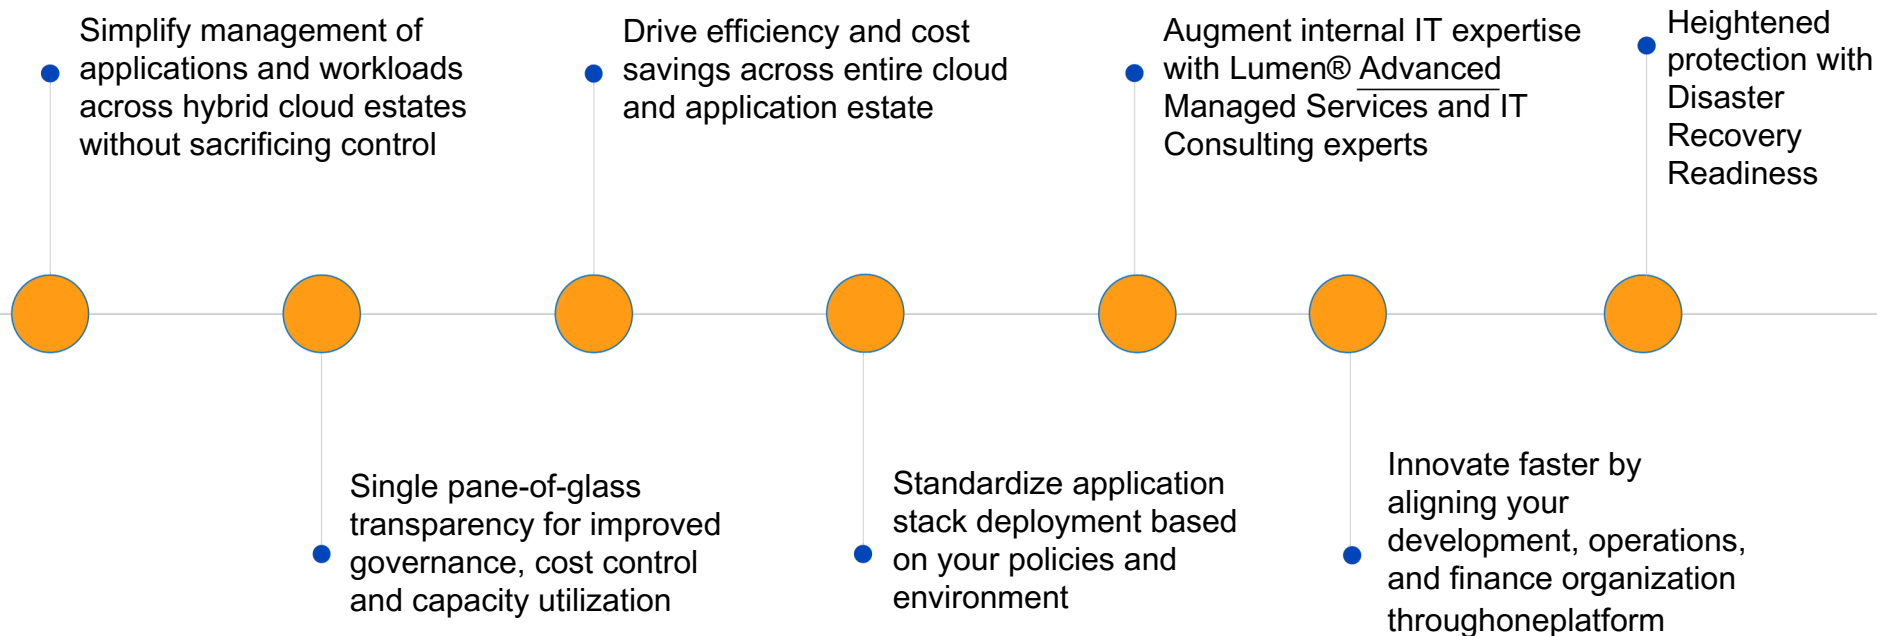 Simplify management of
applications and workloads
across hybrid cloud estates
without sacrificing control
Single pane-of-glass
transparency for improved
governance, cost control
and capacity utilization
Drive efficiency and cost
savings across entire cloud
and application estate
Standardize application
stack deployment based
on your policies and
environment
Augment internal IT expertise
with Lumen® Advanced
Managed Services and IT
Consulting experts
Innovate faster by
aligning your
development, operations,
and finance organization
throughoneplatform
Heightened
protection with
Disaster
Recovery
Readiness